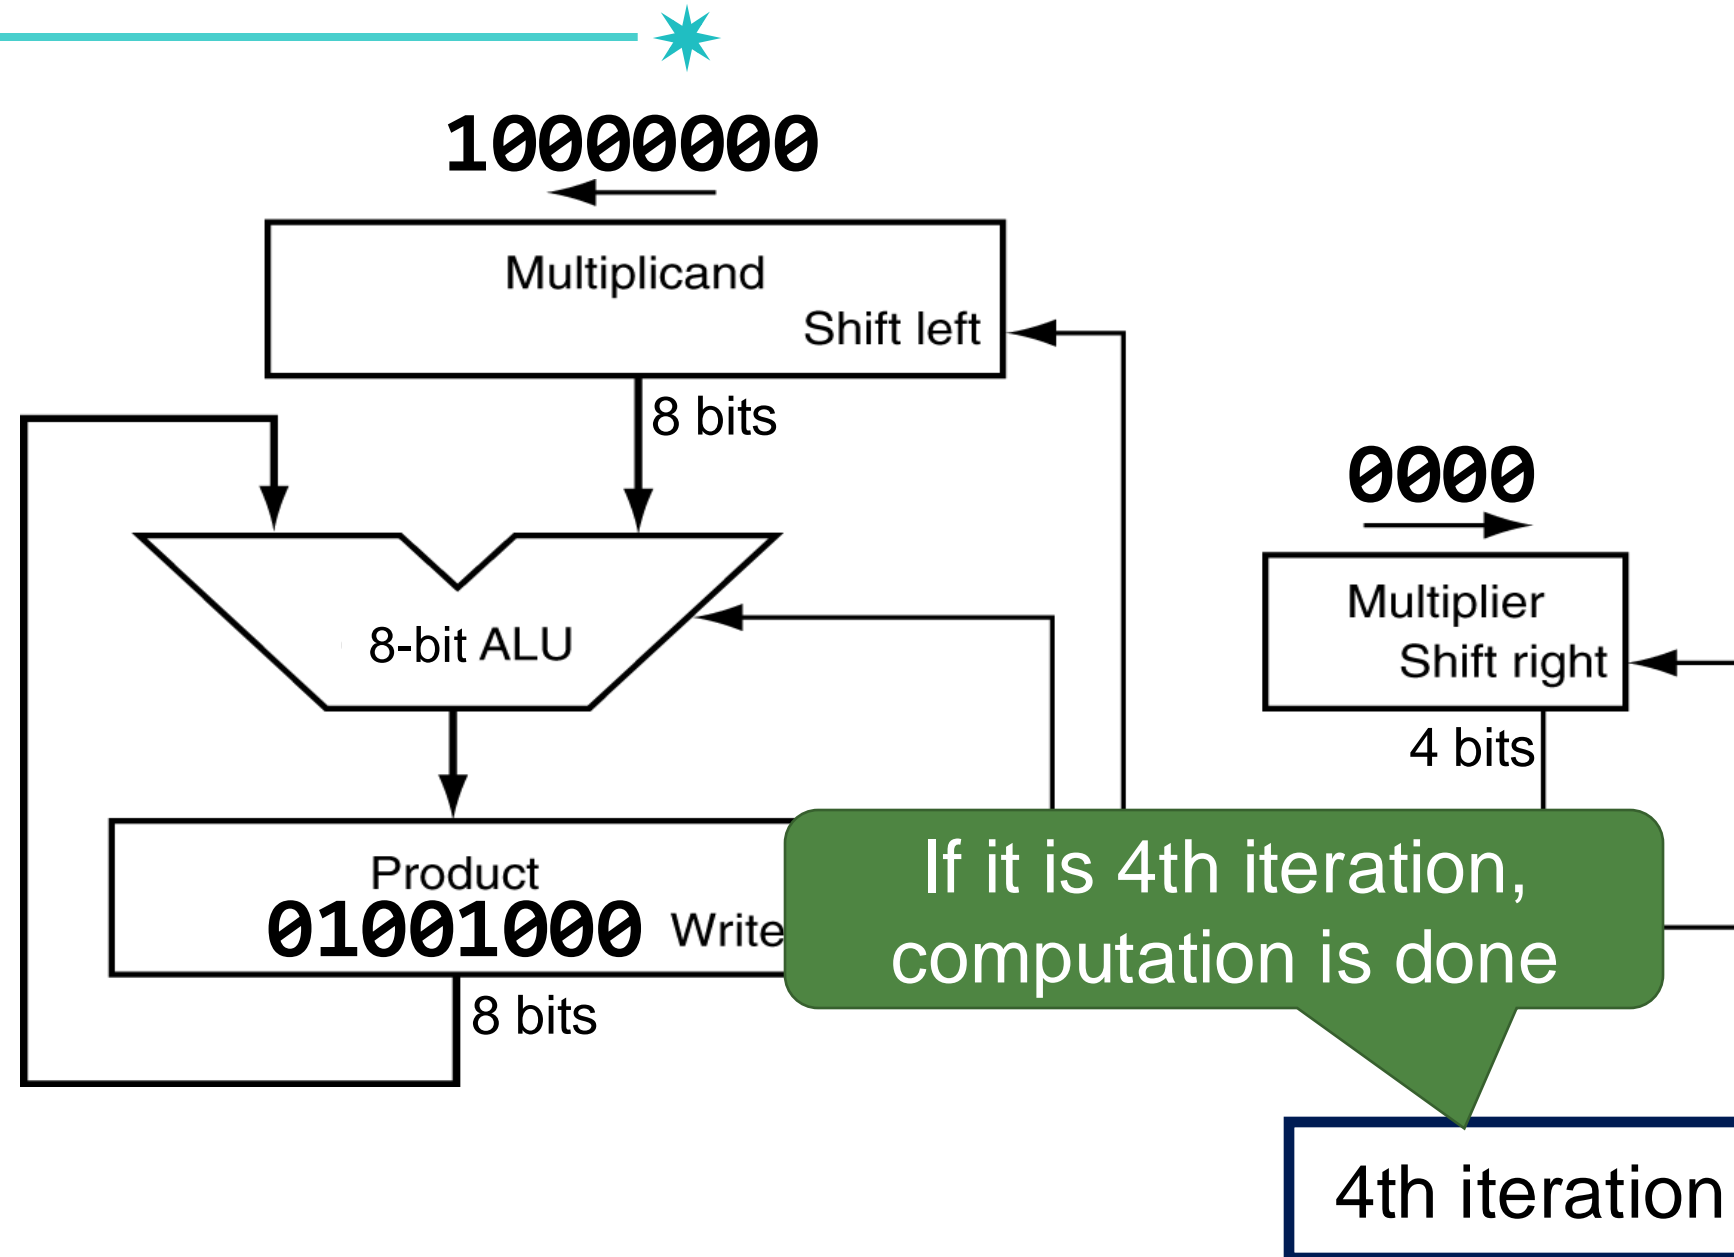 10000000
Multiplicand
Shift left
8 bits
0000
Multiplier
Shift right
8-bit ALU
4 bits
Product
01001000 Write
If it is 4th iteration,
computation is done
8 bits
4th iteration